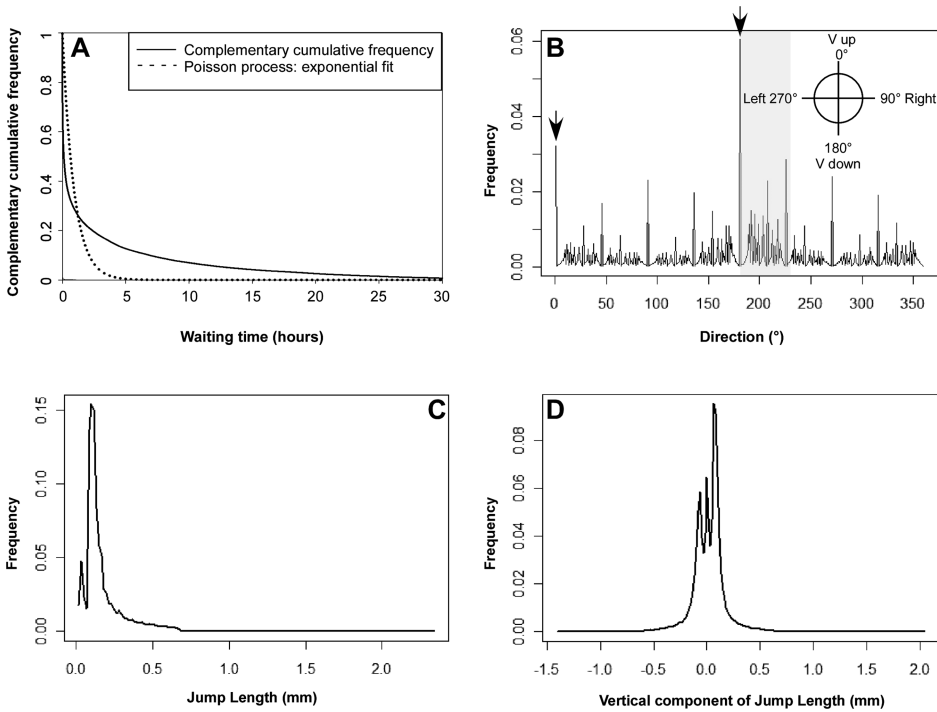 A
Complementary cumulative frequency
Poisson process: exponential fit
Complementary cumulative frequency
1
0.8
0.6
0.4
0.2
0
0 5 10 15 20 25 30
Waiting time (hours)
B
V up
0°
Left 270°
90° Right
180°
V down
Frequency
0.06
0.04
0.02
0.00
0 50 100 150 200 250 300 350
Direction (°)
C
Frequency
0.15
0.10
0.05
0.00
0.0 0.5 1.0 1.5 2.0
Jump Length (mm)
D
Frequency
0.08
0.06
0.04
0.02
0.00
-1.5 -1.0 -0.5 0.0 0.5 1.0 1.5 2.0
Vertical component of Jump Length (mm)